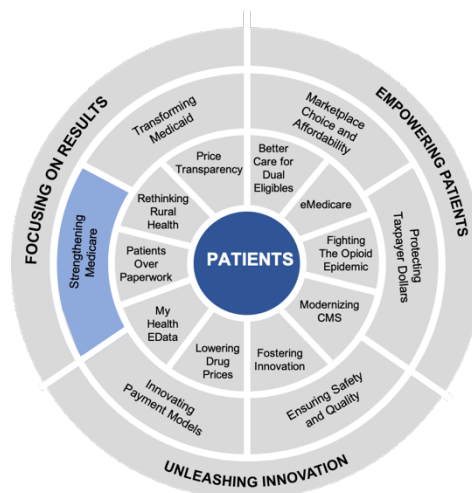 FOCUSING ON RESULTS
EMPOWERING PATIENTS
UNLEASHING INNOVATION
Transforming
Medicaid
Marketplace
Choice and
Affordability
Protecting
Taxpayer Dollars
Ensuring Safety
and Quality
Innovating
Payment Models
Strengthening
Medicare
Price
Transparency
Better
Care for
Dual
Eligibles
eMedicare
Fighting
The Opioid
Epidemic
Modernizing
CMS
Fostering
Innovation
Lowering
Drug
Prices
My
Health
EData
Patients
Over
Paperwork
Rethinking
Rural
Health
PATIENTS